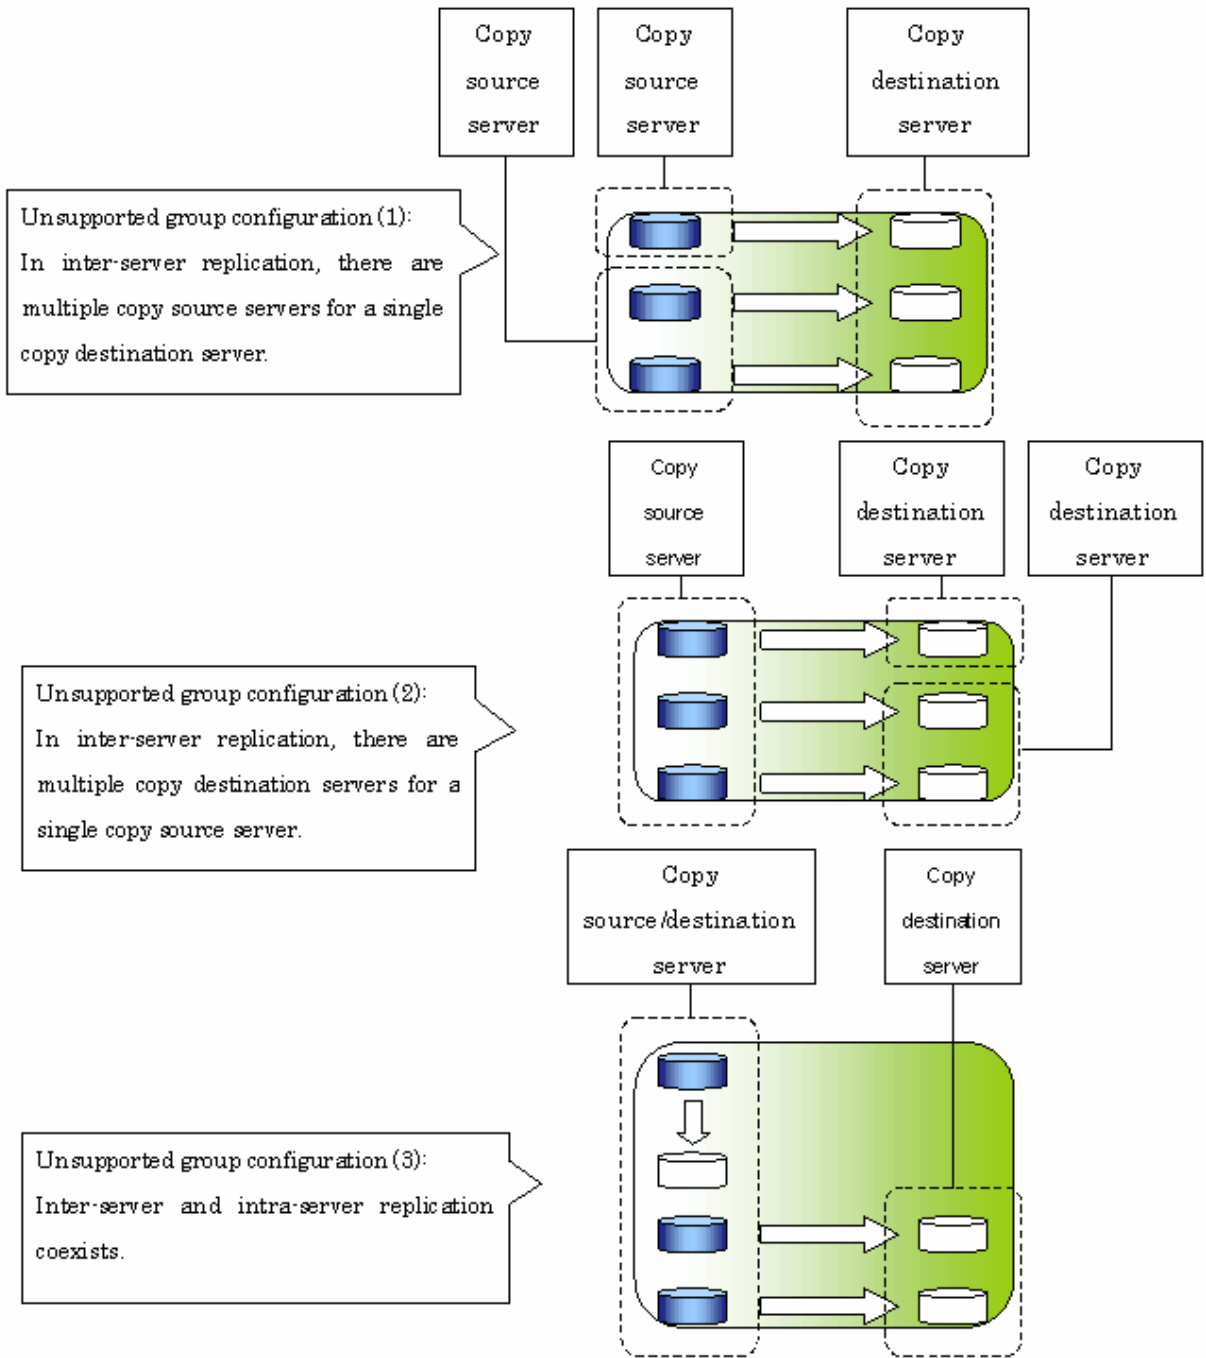 Copy
source
server
Copy
source
server
Copy
destination
server
Unsupported group configuration (1):
In inter-server replication, there are
multiple copy source servers for a single
copy destination server.
Copy
source
server
Copy
destination
server
Copy
destination
server
Unsupported group configuration (2):
In inter-server replication, there are
multiple copy destination servers for a
single copy source server.
Copy
source/destination
server
Copy
destination
server
Unsupported group configuration (3):
Inter-server and intra-server replication
coexists.